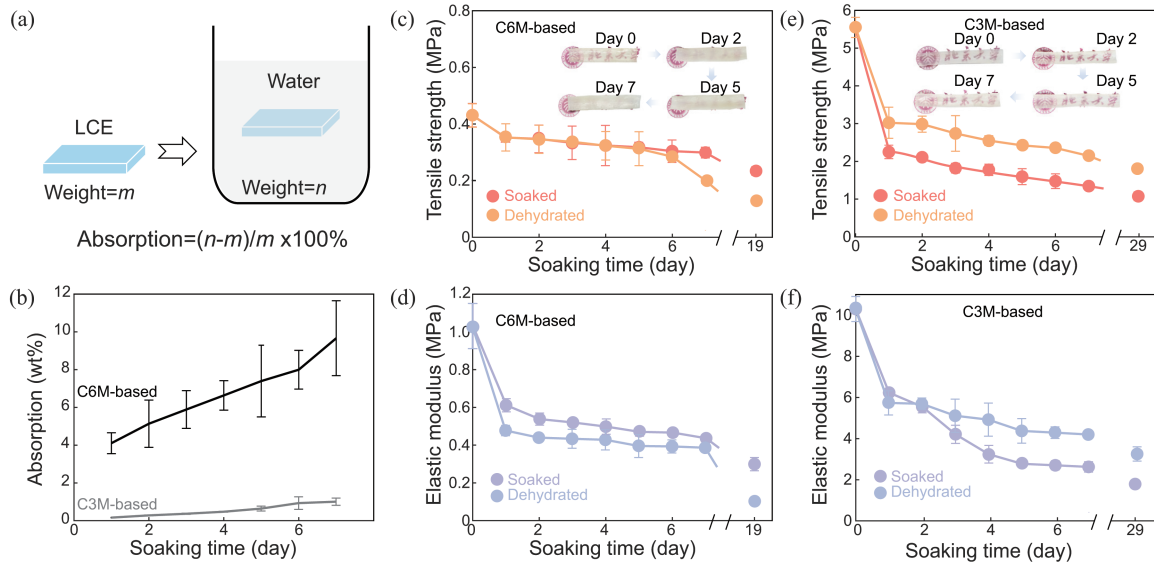 (a)
LCE
Weight=m
Water
Weight=n
Absorption=(n-m)/m x100%
(b)
Absorption (wt%)
12
10
8
6
4
2
0
C6M-based
C3M-based
0 2 4 6
Soaking time (day)
(c)
Tensile strength (MPa)
0.8
0.6
0.4
0.2
0
C6M-based
Day 0
Day 2
Day 7
Day 5
Soaked
Dehydrated
0 2 4 6 19
Soaking time (day)
(d)
Elastic modulus (MPa)
1.2
1.0
0.8
0.6
0.4
0.2
0
C6M-based
Soaked
Dehydrated
0 2 4 6 19
Soaking time (day)
(e)
Tensile strength (MPa)
6
5
4
3
2
1
0
C3M-based
Day 0
Day 2
Day 7
Day 5
Soaked
Dehydrated
0 2 4 6 29
Soaking time (day)
(f)
Elastic modulus (MPa)
10
8
6
4
2
0
C3M-based
Soaked
Dehydrated
0 2 4 6 29
Soaking time (day)